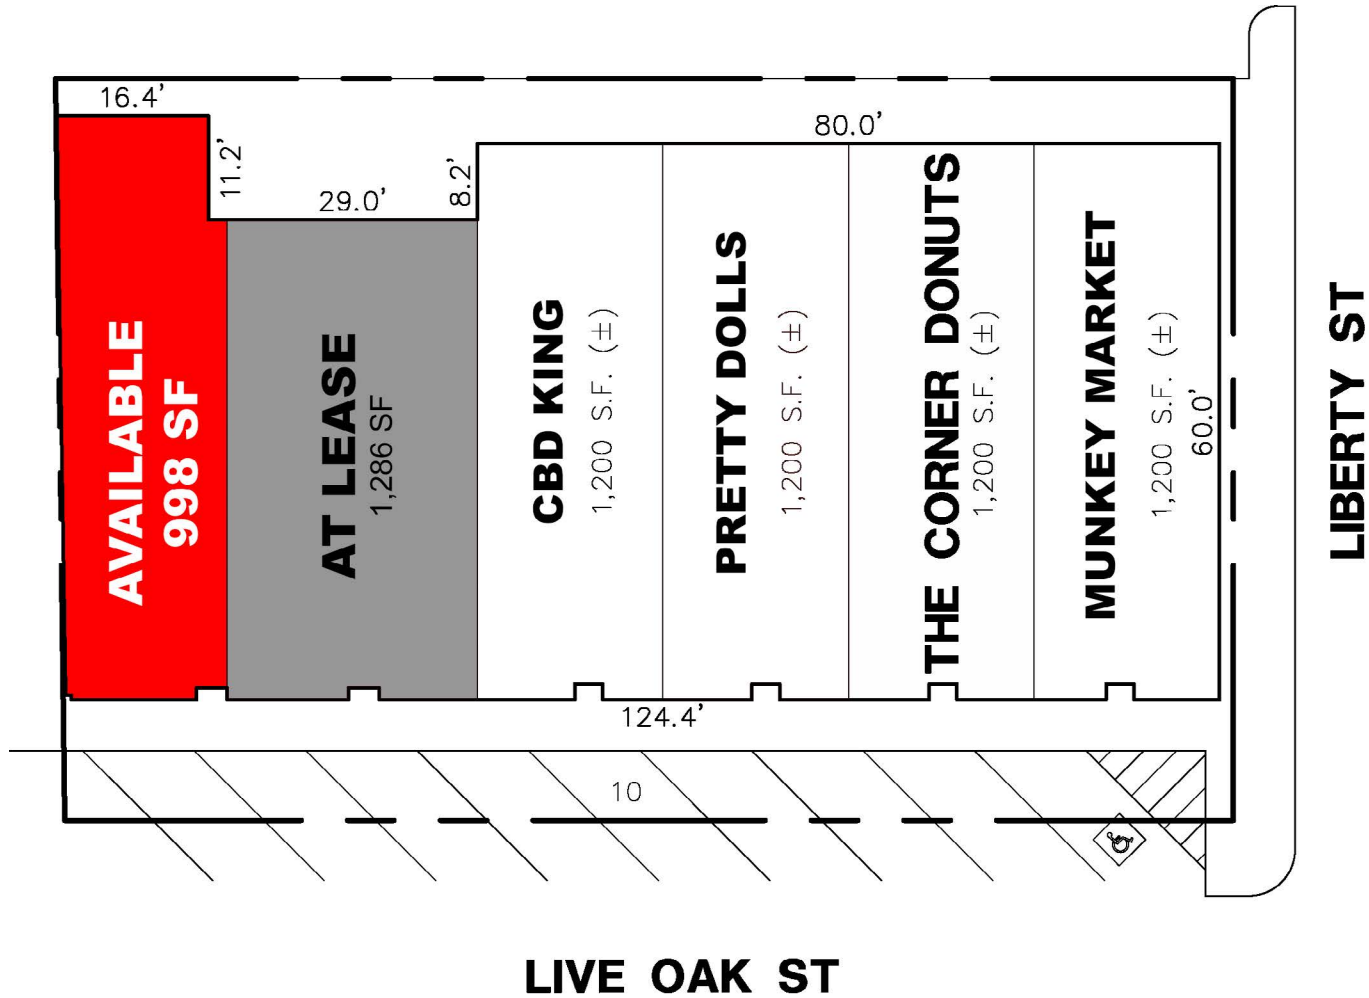 16.4'
80.0'
11.2'
8.2'
29.0'
AVAILABLE
998 SF
AT LEASE
1,286 SF
CBD KING
1,200 S.F. (±)
PRETTY DOLLS
1,200 S.F. (±)
THE CORNER DONUTS
1,200 S.F. (±)
MUNKEY MARKET
1,200 S.F. (±)
60.0'
LIBERTY ST
124.4'
10
LIVE OAK ST